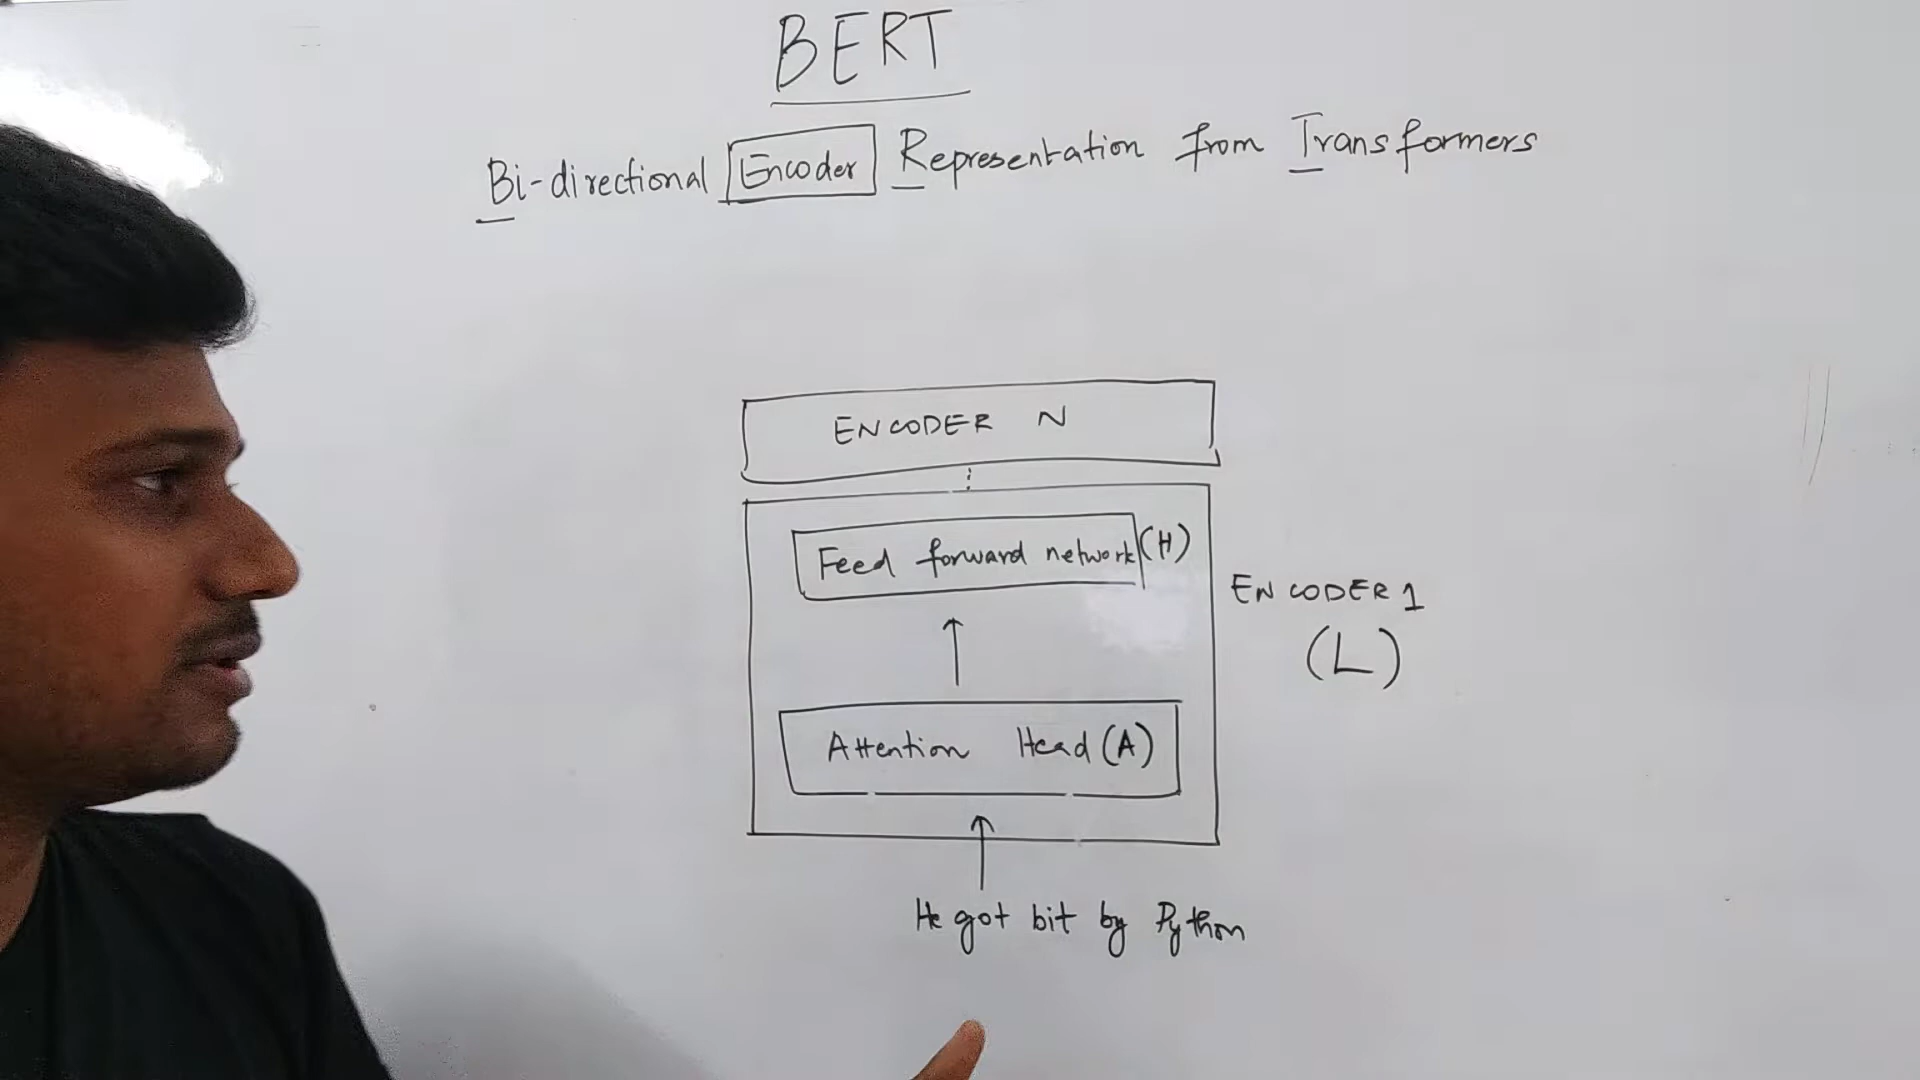 BERT
Bi-directional Encoder Representation from Transformers
ENCODER N
Feed forward network (H)
ENCODER 1
(L)
Attention Head (A)
He got bit by Python